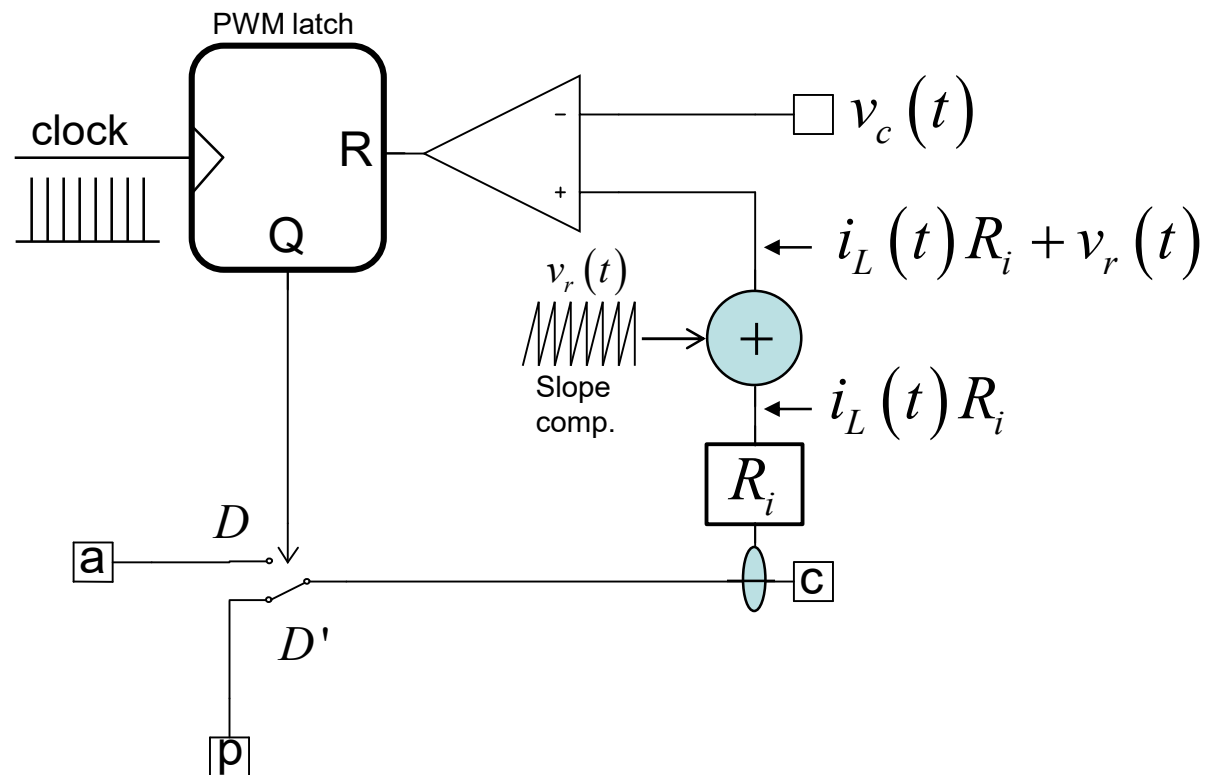 PWM latch
clock
R
Q
−
+
v_c(t)
i_L(t)R_i + v_r(t)
v_r(t)
+
Slope
comp.
i_L(t)R_i
R_i
D
a
c
D'
p